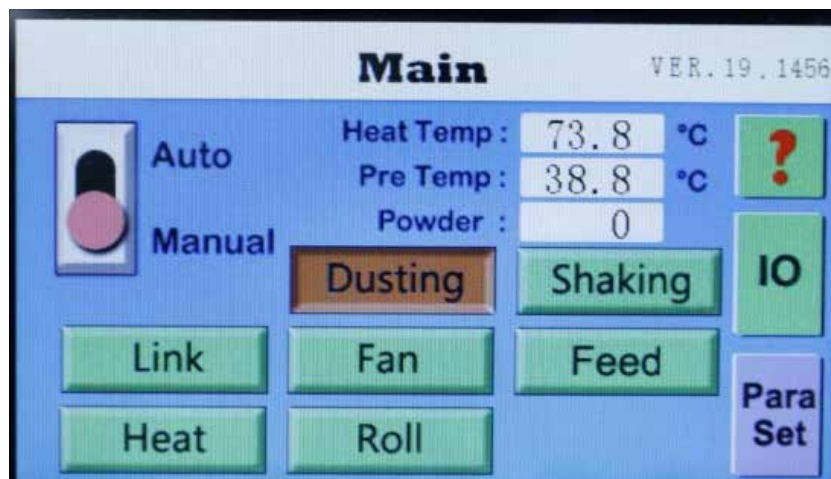 Main
VER.19.1456
Auto
Manual
Heat Temp : 73.8 °C
Pre Temp : 38.8 °C
Powder : 0
?
IO
Dusting
Shaking
Link
Fan
Feed
Para
Set
Heat
Roll